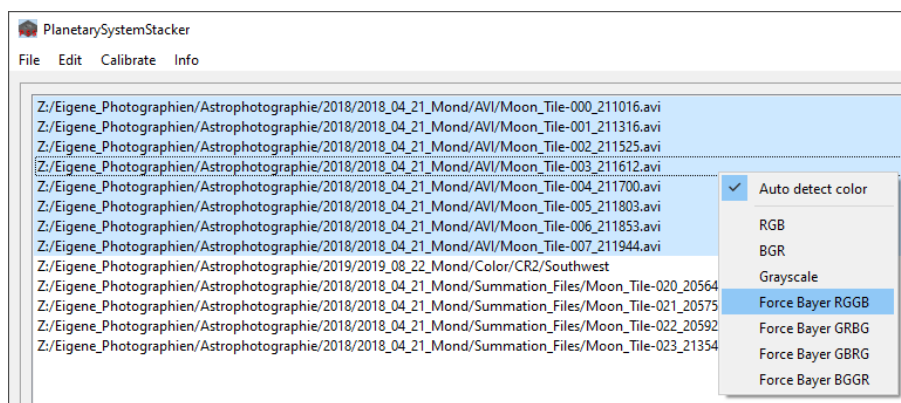 PlanetarySystemStacker
File Edit Calibrate Info
Z:/Eigene_Photographien/Astrophotographie/2018/2018_04_21_Mond/AVI/Moon_Tile-000_211016.avi
Z:/Eigene_Photographien/Astrophotographie/2018/2018_04_21_Mond/AVI/Moon_Tile-001_211316.avi
Z:/Eigene_Photographien/Astrophotographie/2018/2018_04_21_Mond/AVI/Moon_Tile-002_211525.avi
Z:/Eigene_Photographien/Astrophotographie/2018/2018_04_21_Mond/AVI/Moon_Tile-003_211612.avi
Z:/Eigene_Photographien/Astrophotographie/2018/2018_04_21_Mond/AVI/Moon_Tile-004_211700.avi
Z:/Eigene_Photographien/Astrophotographie/2018/2018_04_21_Mond/AVI/Moon_Tile-005_211803.avi
Z:/Eigene_Photographien/Astrophotographie/2018/2018_04_21_Mond/AVI/Moon_Tile-006_211853.avi
Z:/Eigene_Photographien/Astrophotographie/2018/2018_04_21_Mond/AVI/Moon_Tile-007_211944.avi
Z:/Eigene_Photographien/Astrophotographie/2019/2019_08_22_Mond/Color/CR2/Southwest
Z:/Eigene_Photographien/Astrophotographie/2018/2018_04_21_Mond/Summation_Files/Moon_Tile-020_20564
Z:/Eigene_Photographien/Astrophotographie/2018/2018_04_21_Mond/Summation_Files/Moon_Tile-021_20575
Z:/Eigene_Photographien/Astrophotographie/2018/2018_04_21_Mond/Summation_Files/Moon_Tile-022_20592
Z:/Eigene_Photographien/Astrophotographie/2018/2018_04_21_Mond/Summation_Files/Moon_Tile-023_21354
Auto detect color
RGB
BGR
Grayscale
Force Bayer RGGB
Force Bayer GRBG
Force Bayer GBRG
Force Bayer BGGR